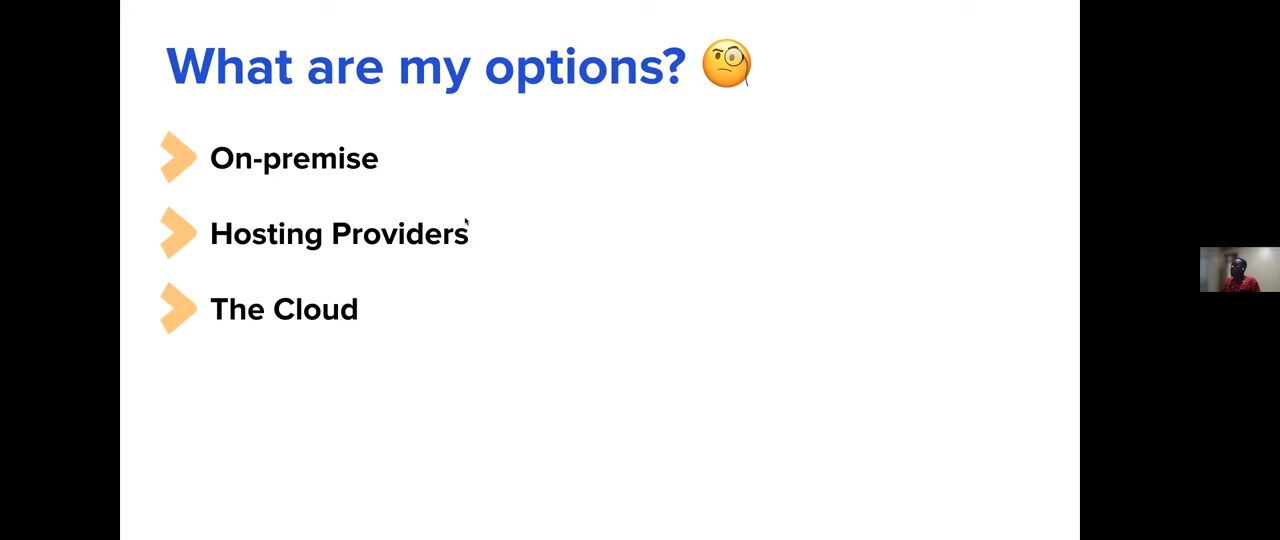 What are my options? 🧐
On-premise
Hosting Providers
The Cloud